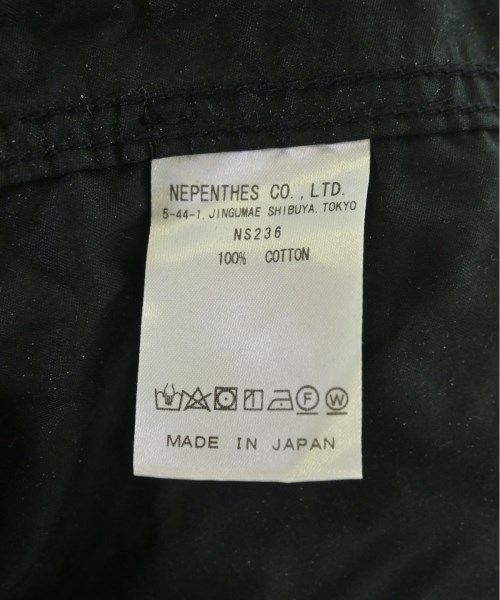 NEPENTHES CO.,LTD.
5-44-1, JINGUMAE SHIBUYA, TOKYO
NS236
100% COTTON
F W
MADE IN JAPAN